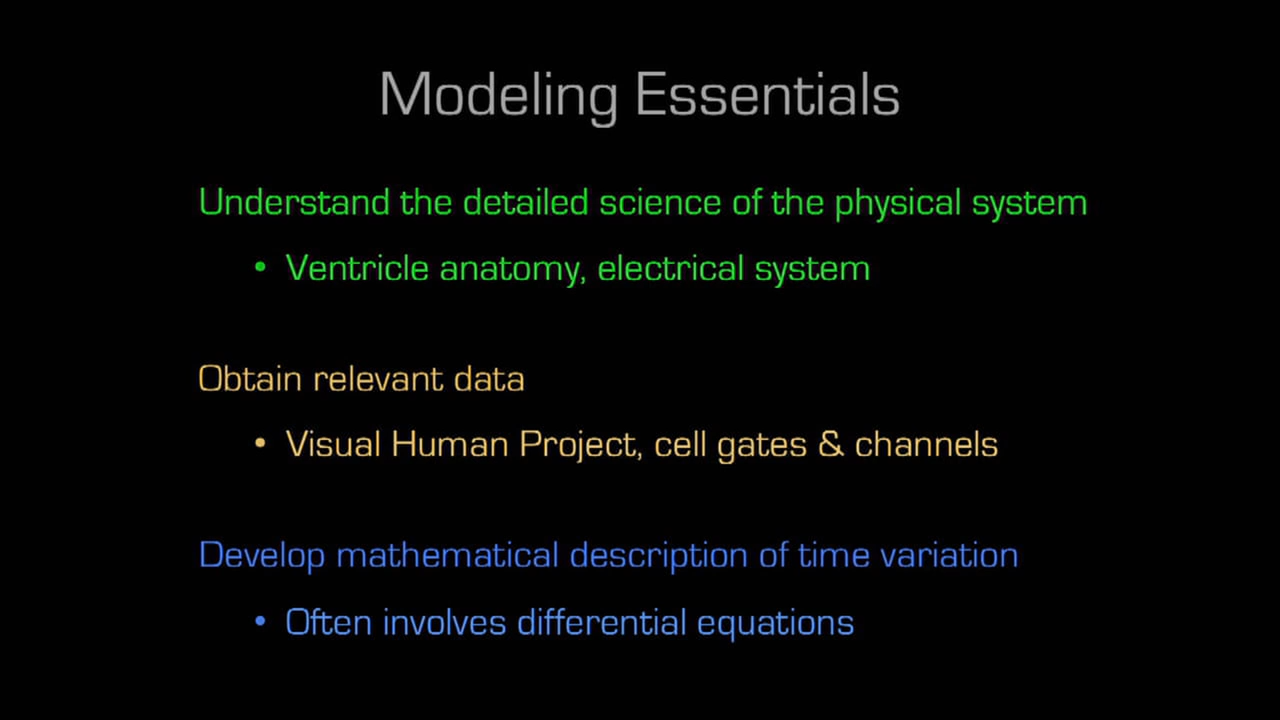 Modeling Essentials
Understand the detailed science of the physical system
• Ventricle anatomy, electrical system
Obtain relevant data
• Visual Human Project, cell gates & channels
Develop mathematical description of time variation
• Often involves differential equations